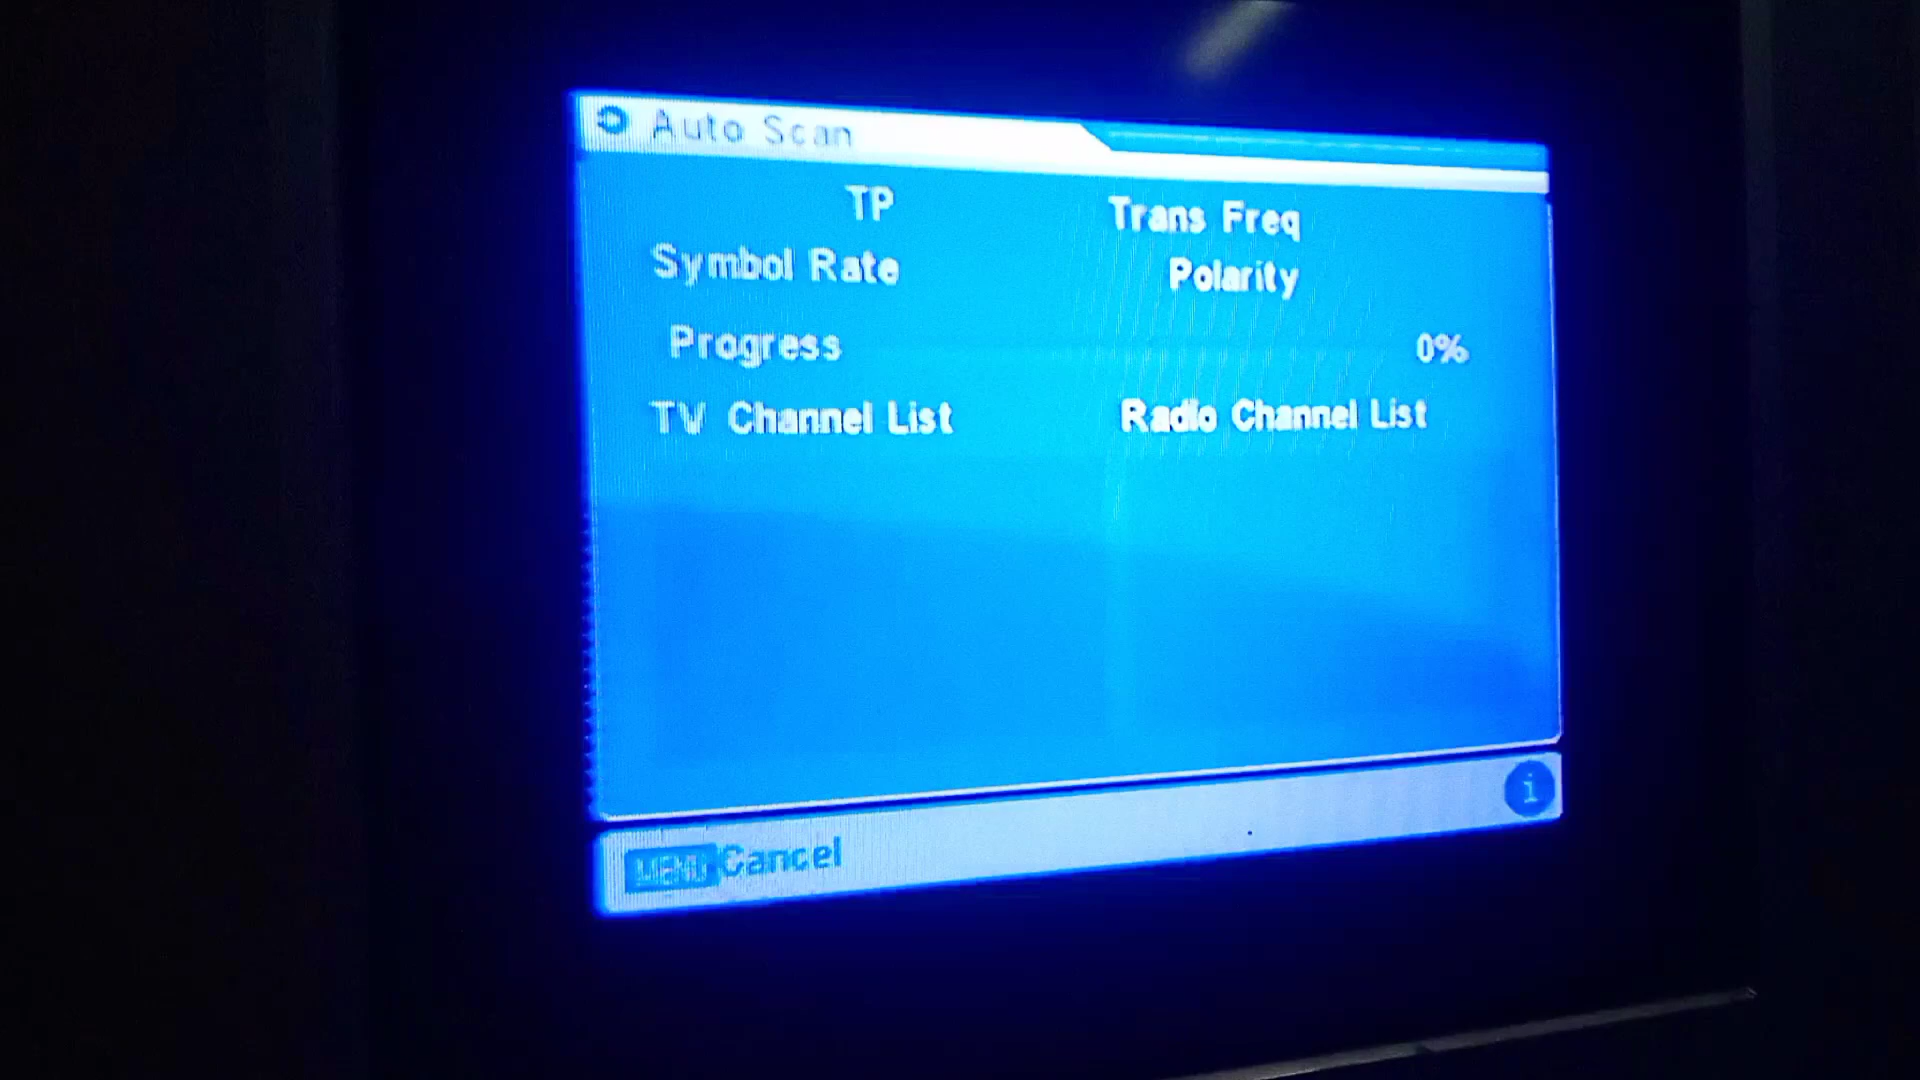 Auto Scan
TP Trans Freq
Symbol Rate Polarity
Progress 0%
TV Channel List Radio Channel List
MENU Cancel
i